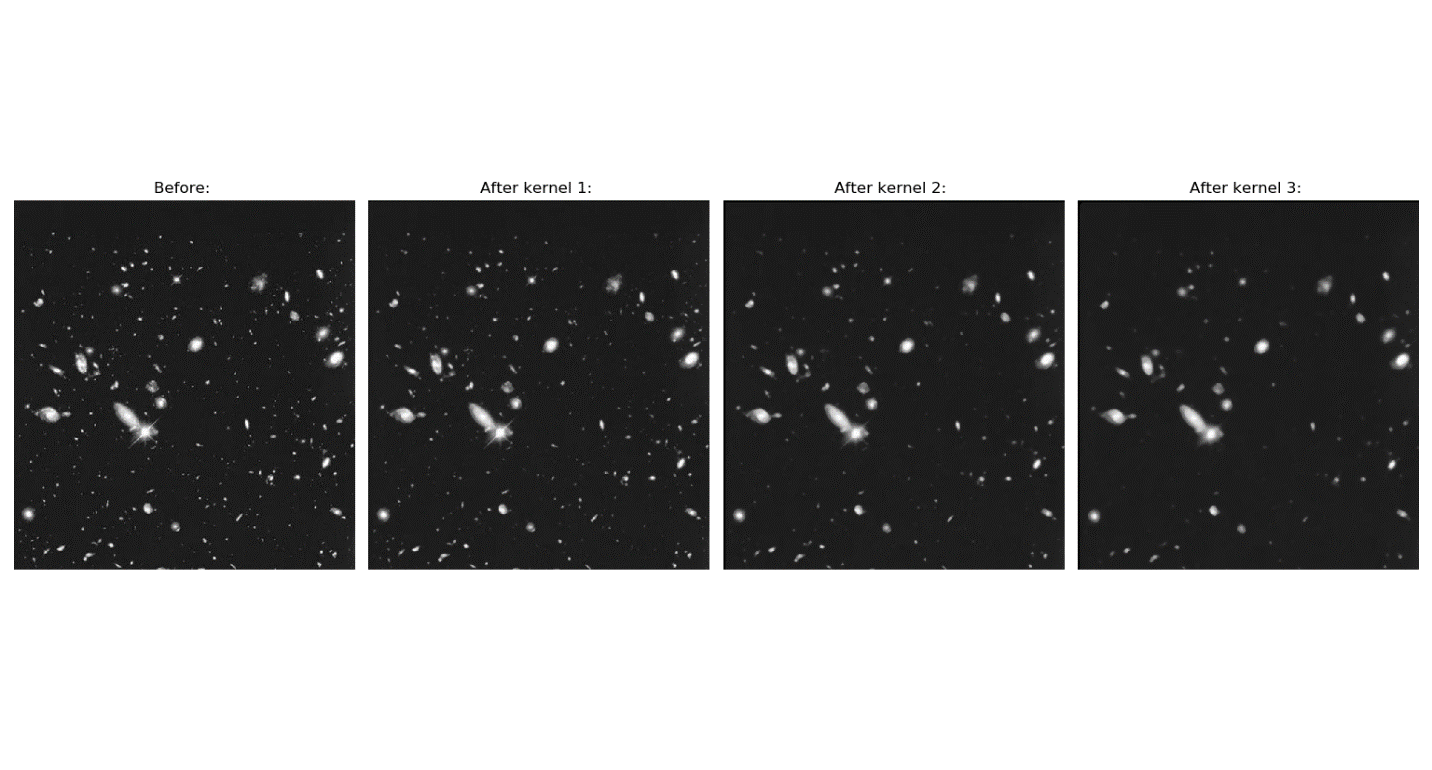 Before:
After kernel 1:
After kernel 2:
After kernel 3: